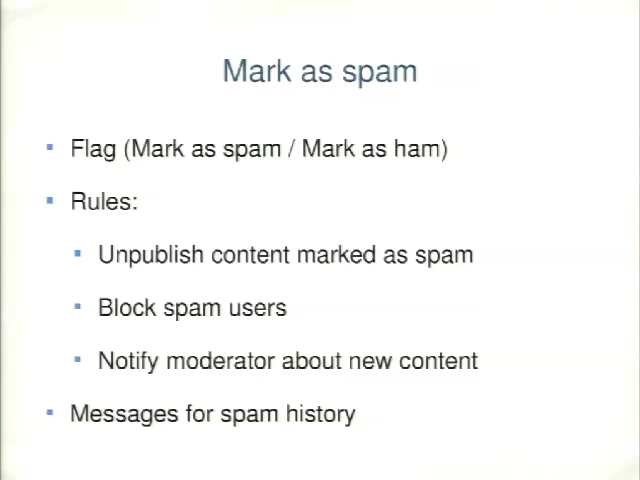 Mark as spam
Flag (Mark as spam / Mark as ham)
Rules:
Unpublish content marked as spam
Block spam users
Notify moderator about new content
Messages for spam history